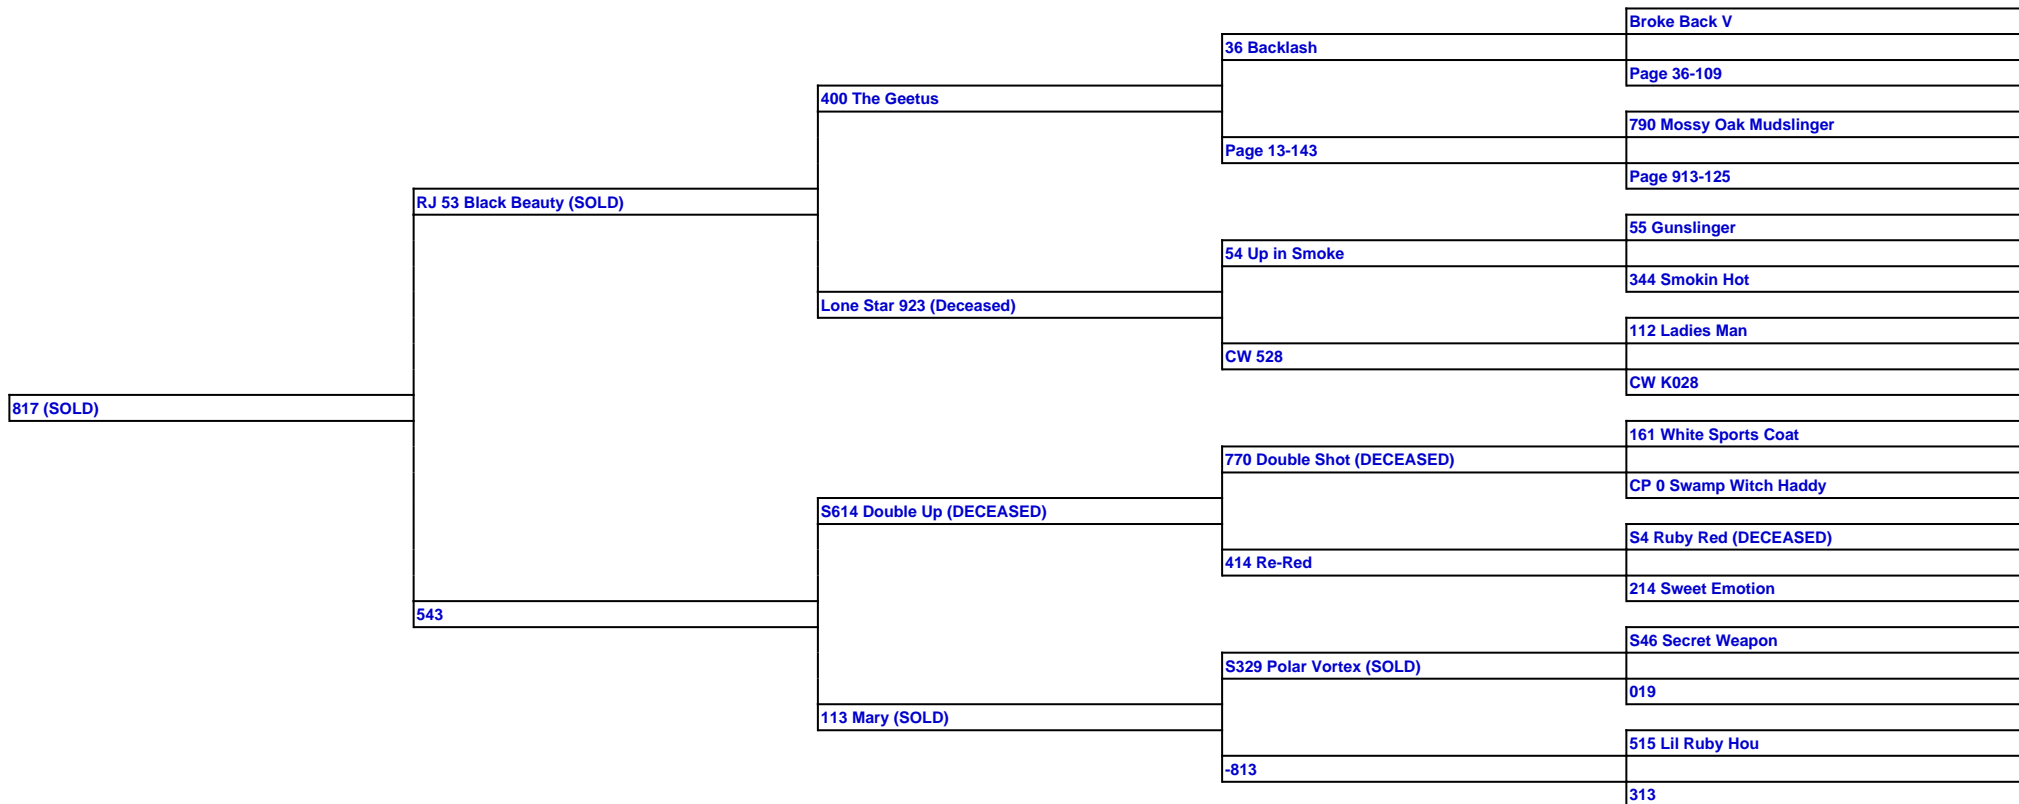 Broke Back V
36 Backlash
Page 36-109
400 The Geetus
790 Mossy Oak Mudslinger
Page 13-143
Page 913-125
RJ 53 Black Beauty (SOLD)
55 Gunslinger
54 Up in Smoke
344 Smokin Hot
Lone Star 923 (Deceased)
112 Ladies Man
CW 528
CW K028
817 (SOLD)
161 White Sports Coat
770 Double Shot (DECEASED)
CP 0 Swamp Witch Haddy
S614 Double Up (DECEASED)
S4 Ruby Red (DECEASED)
414 Re-Red
214 Sweet Emotion
543
S46 Secret Weapon
S329 Polar Vortex (SOLD)
019
113 Mary (SOLD)
515 Lil Ruby Hou
-813
313